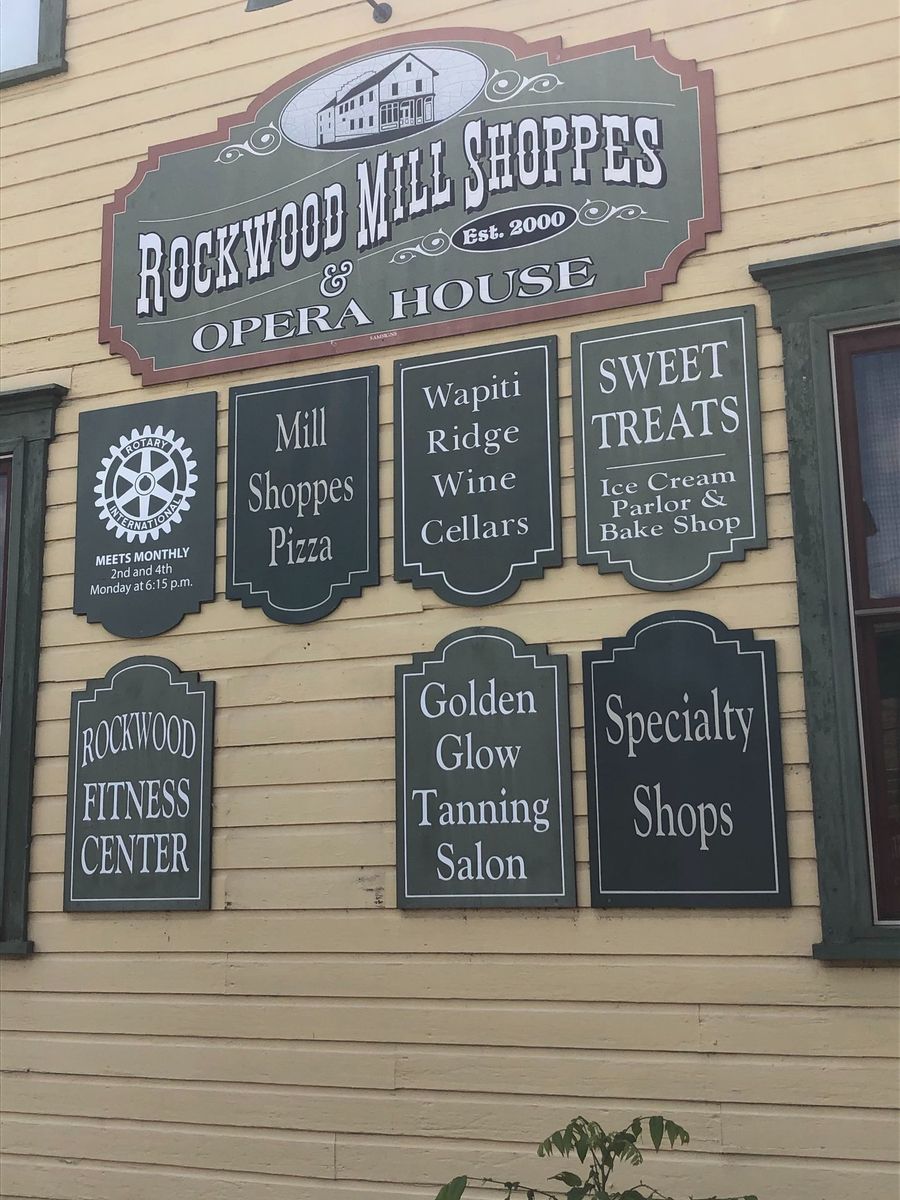 ROCKWOOD MILL SHOPPES
Est. 2000
&
OPERA HOUSE
ROTARY
INTERNATIONAL
MEETS MONTHLY
2nd and 4th
Monday at 6:15 p.m.
Mill
Shoppes
Pizza
Wapiti
Ridge
Wine
Cellars
SWEET
TREATS
Ice Cream
Parlor &
Bake Shop
ROCKWOOD
FITNESS
CENTER
Golden
Glow
Tanning
Salon
Specialty
Shops